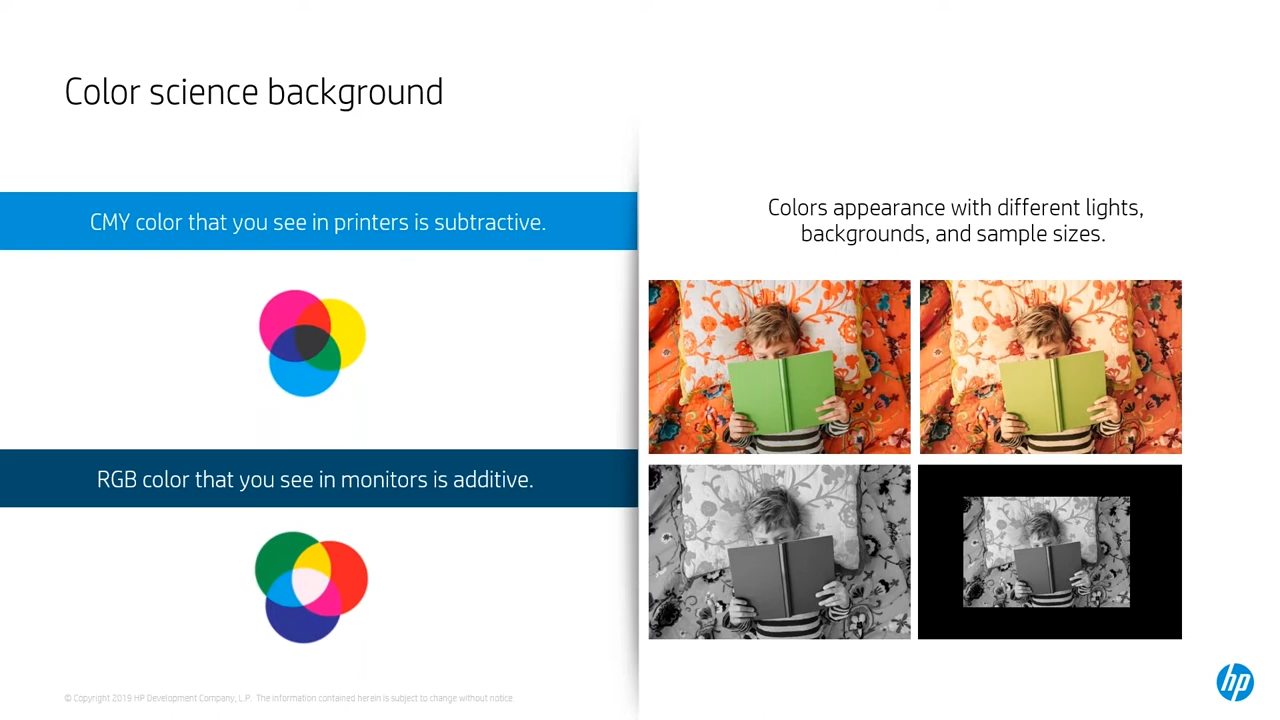 Color science background
CMY color that you see in printers is subtractive.
RGB color that you see in monitors is additive.
Colors appearance with different lights,
backgrounds, and sample sizes.
© Copyright 2019 HP Development Company, L.P. The information contained herein is subject to change without notice
hp